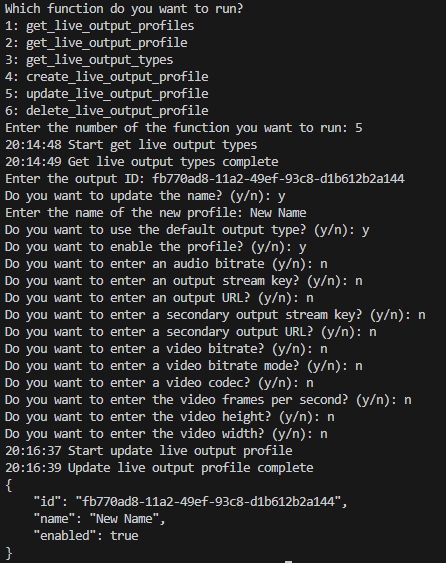 Which function do you want to run?
1: get_live_output_profiles
2: get_live_output_profile
3: get_live_output_types
4: create_live_output_profile
5: update_live_output_profile
6: delete_live_output_profile
Enter the number of the function you want to run: 5
20:14:48 Start get live output types
20:14:49 Get live output types complete
Enter the output ID: fb770ad8-11a2-49ef-93c8-d1b612b2a144
Do you want to update the name? (y/n): y
Enter the name of the new profile: New Name
Do you want to use the default output type? (y/n): y
Do you want to enable the profile? (y/n): y
Do you want to enter an audio bitrate (y/n): n
Do you want to enter an output stream key? (y/n): n
Do you want to enter an output URL? (y/n): n
Do you want to enter a secondary output stream key? (y/n): n
Do you want to enter a secondary output URL? (y/n): n
Do you want to enter a video bitrate? (y/n): n
Do you want to enter a video bitrate mode? (y/n): n
Do you want to enter a video codec? (y/n): n
Do you want to enter the video frames per second? (y/n): n
Do you want to enter the video height? (y/n): n
Do you want to enter the video width? (y/n): n
20:16:37 Start update live output profile
20:16:39 Update live output profile complete
{
    "id": "fb770ad8-11a2-49ef-93c8-d1b612b2a144",
    "name": "New Name",
    "enabled": true
}